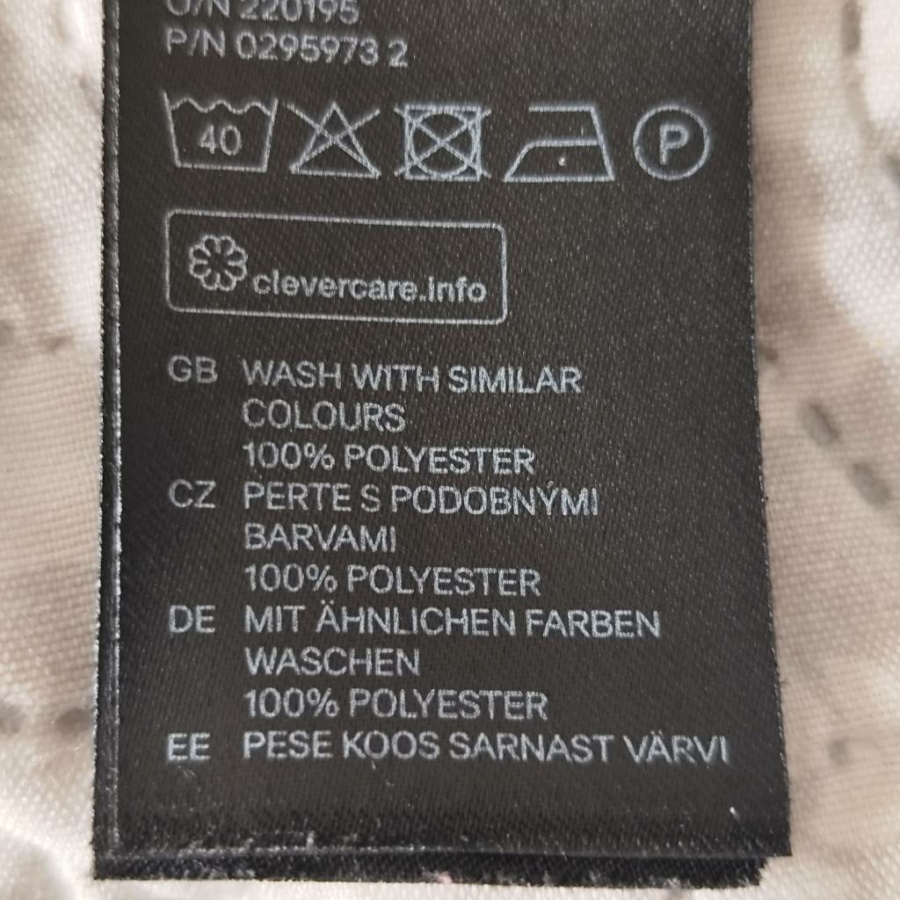 O/N 220195
P/N 0295973 2
40
P
clevercare.info
GB WASH WITH SIMILAR
COLOURS
100% POLYESTER
CZ PERTE S PODOBNÝMI
BARVAMI
100% POLYESTER
DE MIT ÄHNLICHEN FARBEN
WASCHEN
100% POLYESTER
EE PESE KOOS SARNAST VÄRVI